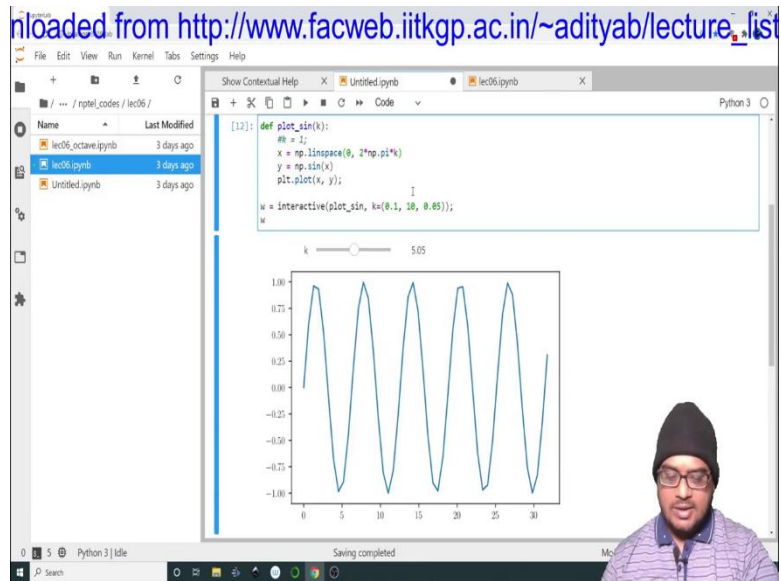 nloaded from http://www.facweb.iitkgp.ac.in/~adityab/lecture_list
File Edit View Run Kernel Tabs Settings Help
Show Contextual Help X Untitled.ipynb lec06.ipynb X
Code Python 3
/ ... / nptel_codes / lec06 /
Name Last Modified
lec06_octave.ipynb 3 days ago
lec06.ipynb 3 days ago
Untitled.ipynb 3 days ago
[12]: def plot_sin(k):
##k = 1;
x = np.linspace(0, 2*np.pi*k)
y = np.sin(x)
plt.plot(x, y);
w = interactive(plot_sin, k=(0.1, 10, 0.05));
w
k 5.05
1.00
0.75
0.50
0.25
0.00
−0.25
−0.50
−0.75
−1.00
0 5 10 15 20 25 30
0 5 Python 3 | Idle Saving completed
Search